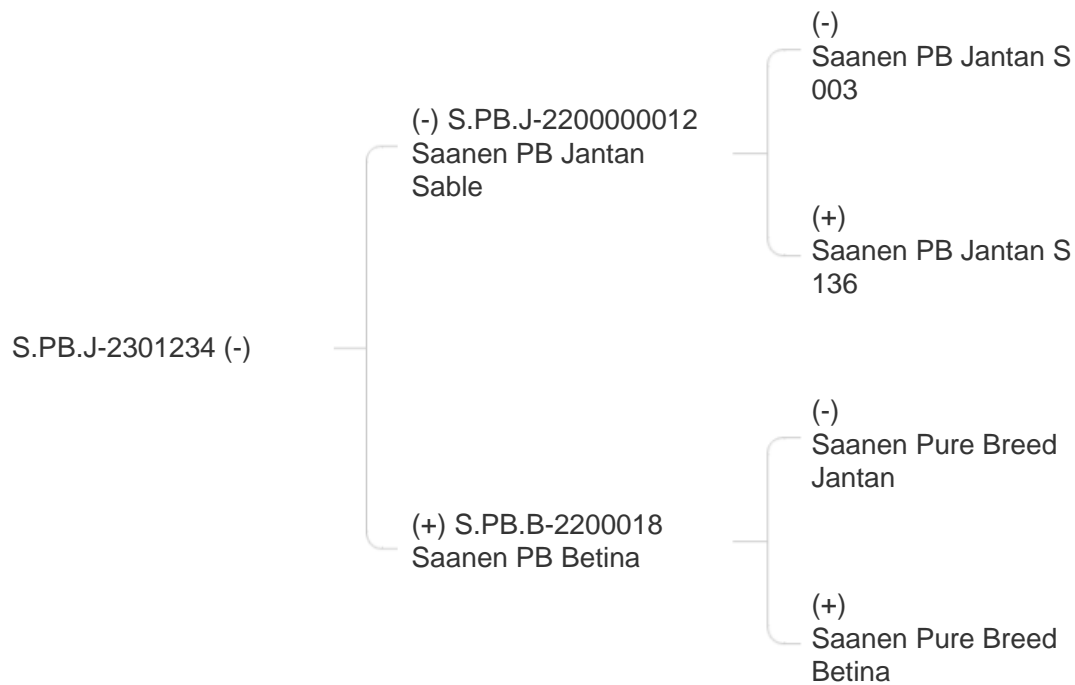 (-)
Saanen PB Jantan S
003
(-) S.PB.J-2200000012
Saanen PB Jantan
Sable
(+)
Saanen PB Jantan S
136
S.PB.J-2301234 (-)
(-)
Saanen Pure Breed
Jantan
(+) S.PB.B-2200018
Saanen PB Betina
(+)
Saanen Pure Breed
Betina